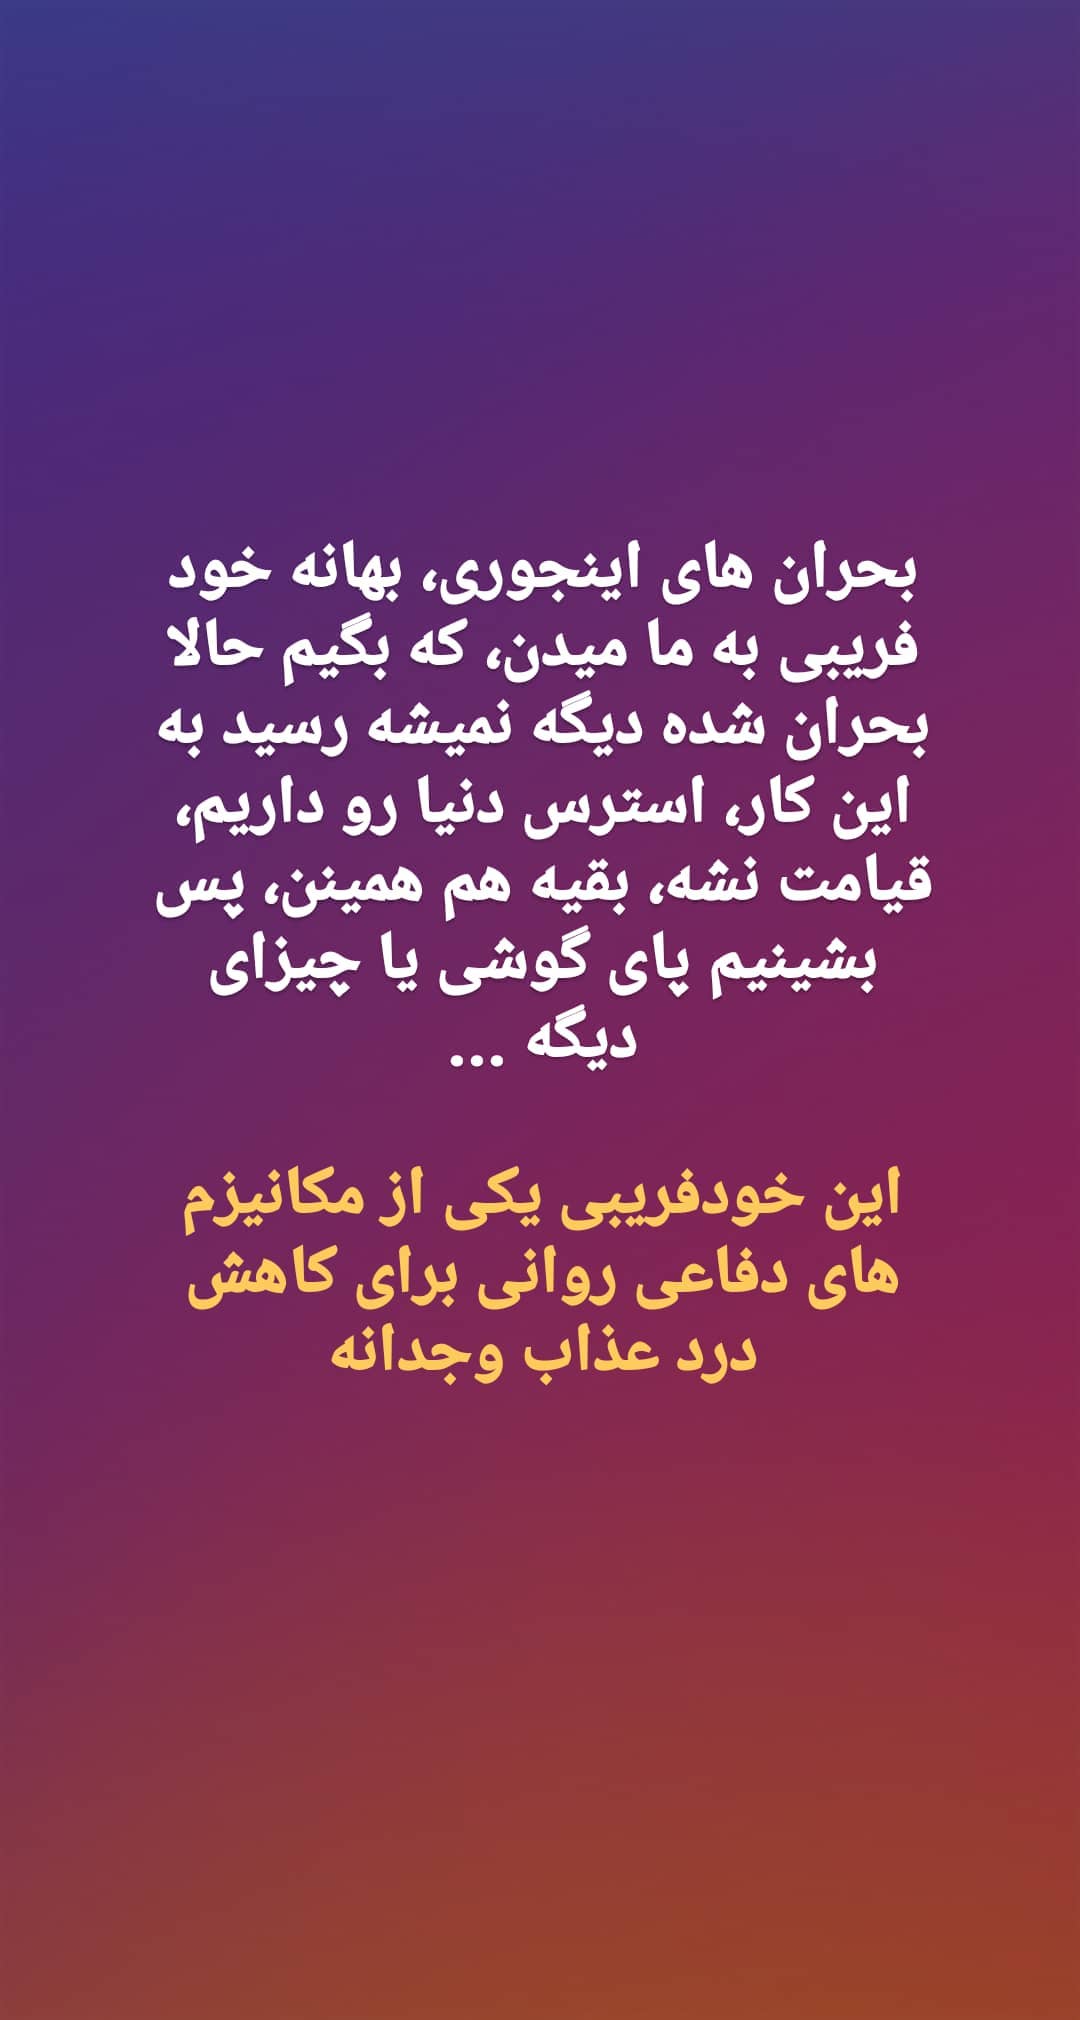 بحران های اینجوری، بهانه خود
فریبی به ما میدن، که بگیم حالا
بحران شده دیگه نمیشه رسید به
این کار، استرس دنیا رو داریم،
قیامت نشه، بقیه هم همینن، پس
بشینیم پای گوشی یا چیزای
دیگه ...
این خودفریبی یکی از مکانیزم
های دفاعی روانی برای کاهش
درد عذاب وجدانه